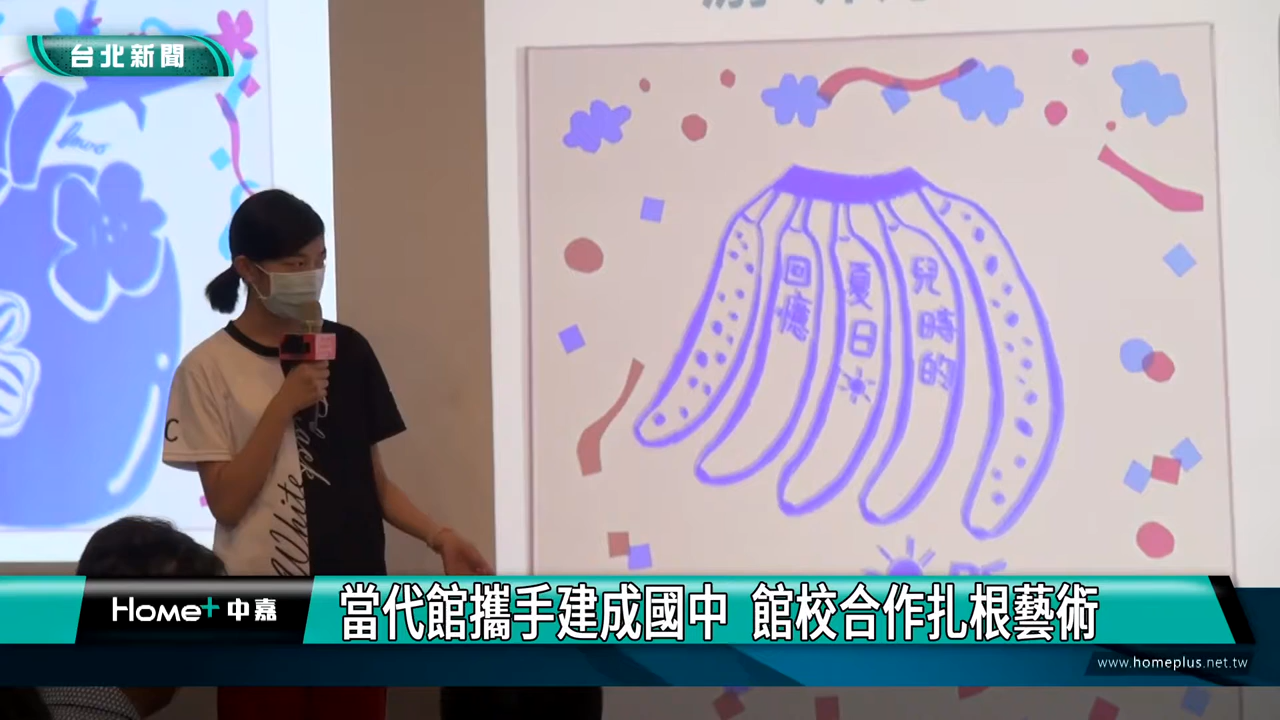 台北新聞
回憶
夏日
兒時的
C
White
Home+中嘉
當代館攜手建成國中 館校合作扎根藝術
www.homeplus.net.tw